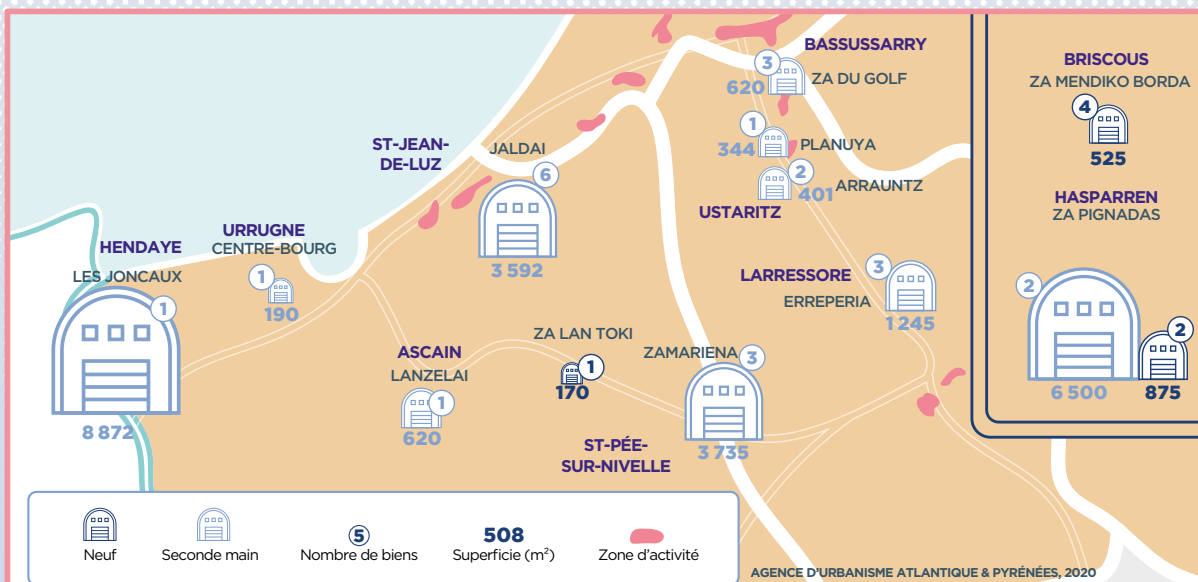 BASSUSSARRY
3
620
ZA DU GOLF
BRISCOUS
ZA MENDIKO BORDA
4
525
1
344
PLANUYA
2
401
ARRAUNTZ
USTARITZ
ST-JEAN-
DE-LUZ
JALDAI
6
3 592
HASPARREN
ZA PIGNADAS
2
6 500
2
875
HENDAYE
LES JONCAUX
1
8 872
URRUGNE
CENTRE-BOURG
1
190
LARRESSORE
3
ERREPERIA
1 245
ASCAIN
LANZELAI
1
620
ZA LAN TOKI
1
170
ZAMARIENA
3
3 735
ST-PÉE-
SUR-NIVELLE
Neuf
Seconde main
5
Nombre de biens
508
Superficie (m²)
Zone d'activité
AGENCE D'URBANISME ATLANTIQUE & PYRÉNÉES, 2020